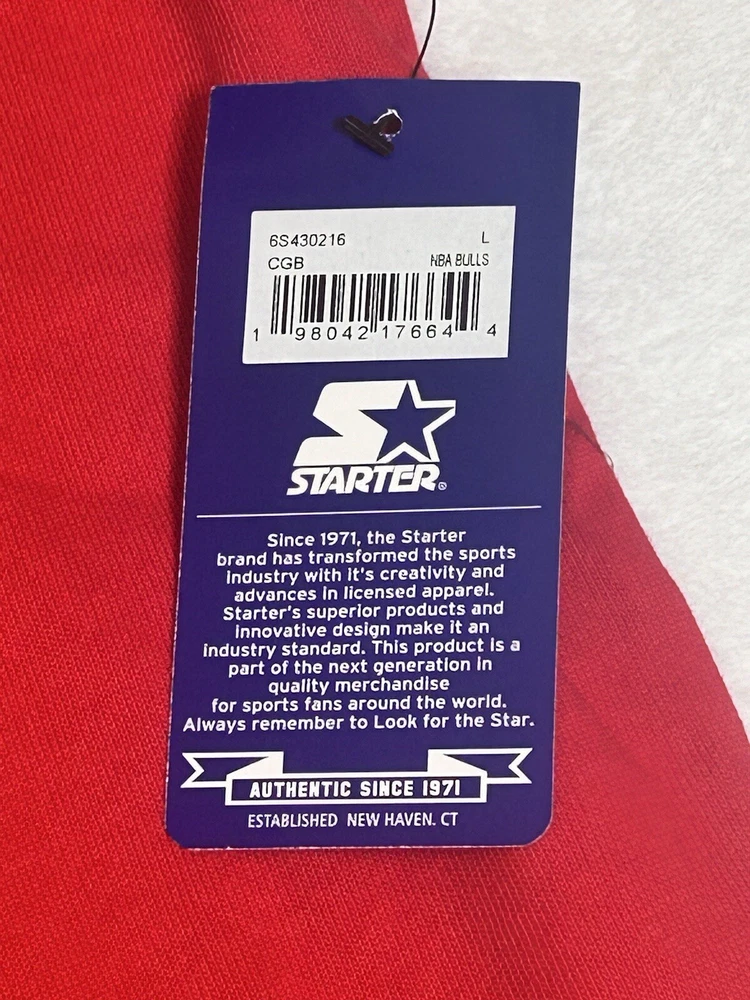 6S430216 L
CGB NBA BULLS
1 98042 17664 4
STARTER®
Since 1971, the Starter
brand has transformed the sports
industry with it's creativity and
advances in licensed apparel.
Starter's superior products and
innovative design make it an
industry standard. This product is a
part of the next generation in
quality merchandise
for sports fans around the world.
Always remember to Look for the Star.
AUTHENTIC SINCE 1971
ESTABLISHED NEW HAVEN. CT